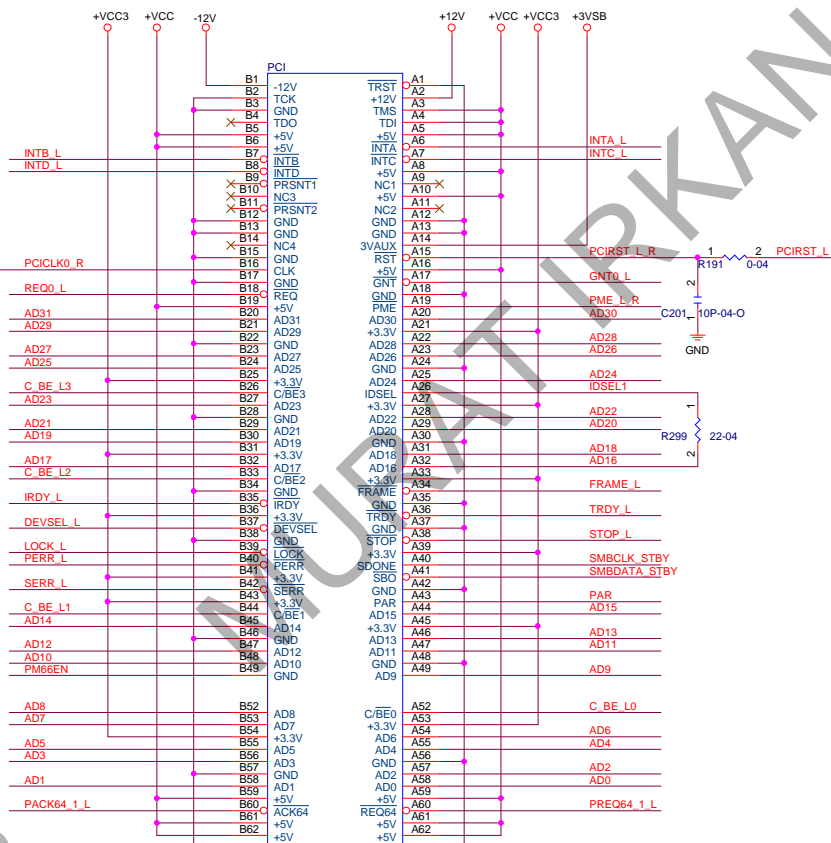 +VCC3 +VCC -12V +12V +VCC +VCC3 +3VSB
PCI
B1 -12V TRST A1
B2 TCK +12V A2
B3 GND TMS A3
B4 TDO TDI A4
B5 +5V +5V A5
B6 +5V INTA A6 INTA_L
INTB_L B7 INTB INTC A7 INTC_L
INTD_L B8 INTD +5V A8
B9 PRSNT1 NC1 A9
B10 NC3 +5V A10
B11 PRSNT2 NC2 A11
B12 GND GND A12
B13 GND GND A13
B14 NC4 3VAUX A14
B15 GND RST A15 PCIRST_L_R 1 2 PCIRST_L
R191 0-04
PCICLK0_R B16 CLK +5V A16
B17 GND GNT A17 GNT0_L
REQ0_L B18 REQ GND A18
B19 +5V PME A19 PME_L_R
2
C201 10P-04-O
1
GND
AD31 B20 AD31 AD30 A20 AD30
AD29 B21 AD29 +3.3V A21
B22 GND AD28 A22 AD28
AD27 B23 AD27 AD26 A23 AD26
AD25 B24 AD25 GND A24
B25 +3.3V AD24 A25 AD24
C_BE_L3 B26 C/BE3 IDSEL A26 IDSEL1
AD23 B27 AD23 +3.3V A27
B28 GND AD22 A28 AD22
AD21 B29 AD21 AD20 A29 AD20
1
R299 22-04
2
AD19 B30 AD19 GND A30
B31 +3.3V AD18 A31 AD18
AD17 B32 AD17 AD16 A32 AD16
C_BE_L2 B33 C/BE2 +3.3V A33
B34 GND FRAME A34 FRAME_L
IRDY_L B35 IRDY GND A35
B36 +3.3V TRDY A36 TRDY_L
DEVSEL_L B37 DEVSEL GND A37
B38 GND STOP A38 STOP_L
LOCK_L B39 LOCK +3.3V A39
PERR_L B40 PERR SDONE A40 SMBCLK_STBY
B41 +3.3V SBO A41 SMBDATA_STBY
SERR_L B42 SERR GND A42
B43 +3.3V PAR A43 PAR
C_BE_L1 B44 C/BE1 AD15 A44 AD15
AD14 B45 AD14 +3.3V A45
B46 GND AD13 A46 AD13
AD12 B47 AD12 AD11 A47 AD11
AD10 B48 AD10 GND A48
PM66EN B49 GND AD9 A49 AD9
AD8 B52 AD8 C/BE0 A52 C_BE_L0
AD7 B53 AD7 +3.3V A53
B54 +3.3V AD6 A54 AD6
AD5 B55 AD5 AD4 A55 AD4
AD3 B56 AD3 GND A56
B57 GND AD2 A57 AD2
AD1 B58 AD1 AD0 A58 AD0
B59 +5V +5V A59
PACK64_1_L B60 ACK64 REQ64 A60 PREQ64_1_L
B61 +5V +5V A61
B62 +5V +5V A62
MURAT IRKAN